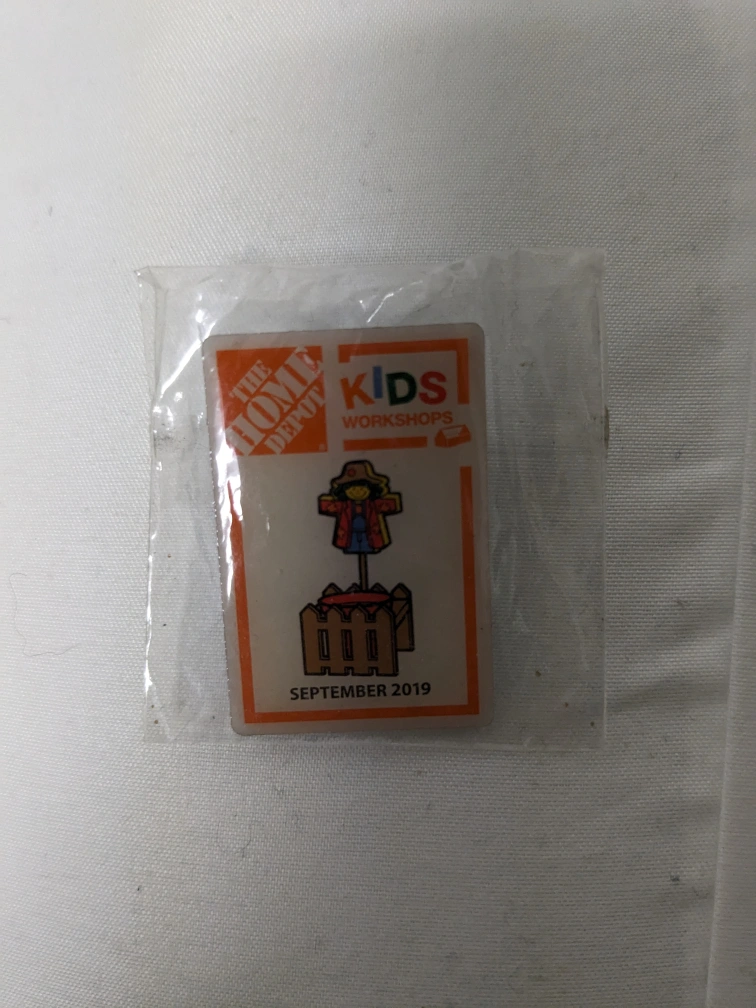 THE
HOME
DEPOT
KIDS
WORKSHOPS
SEPTEMBER 2019